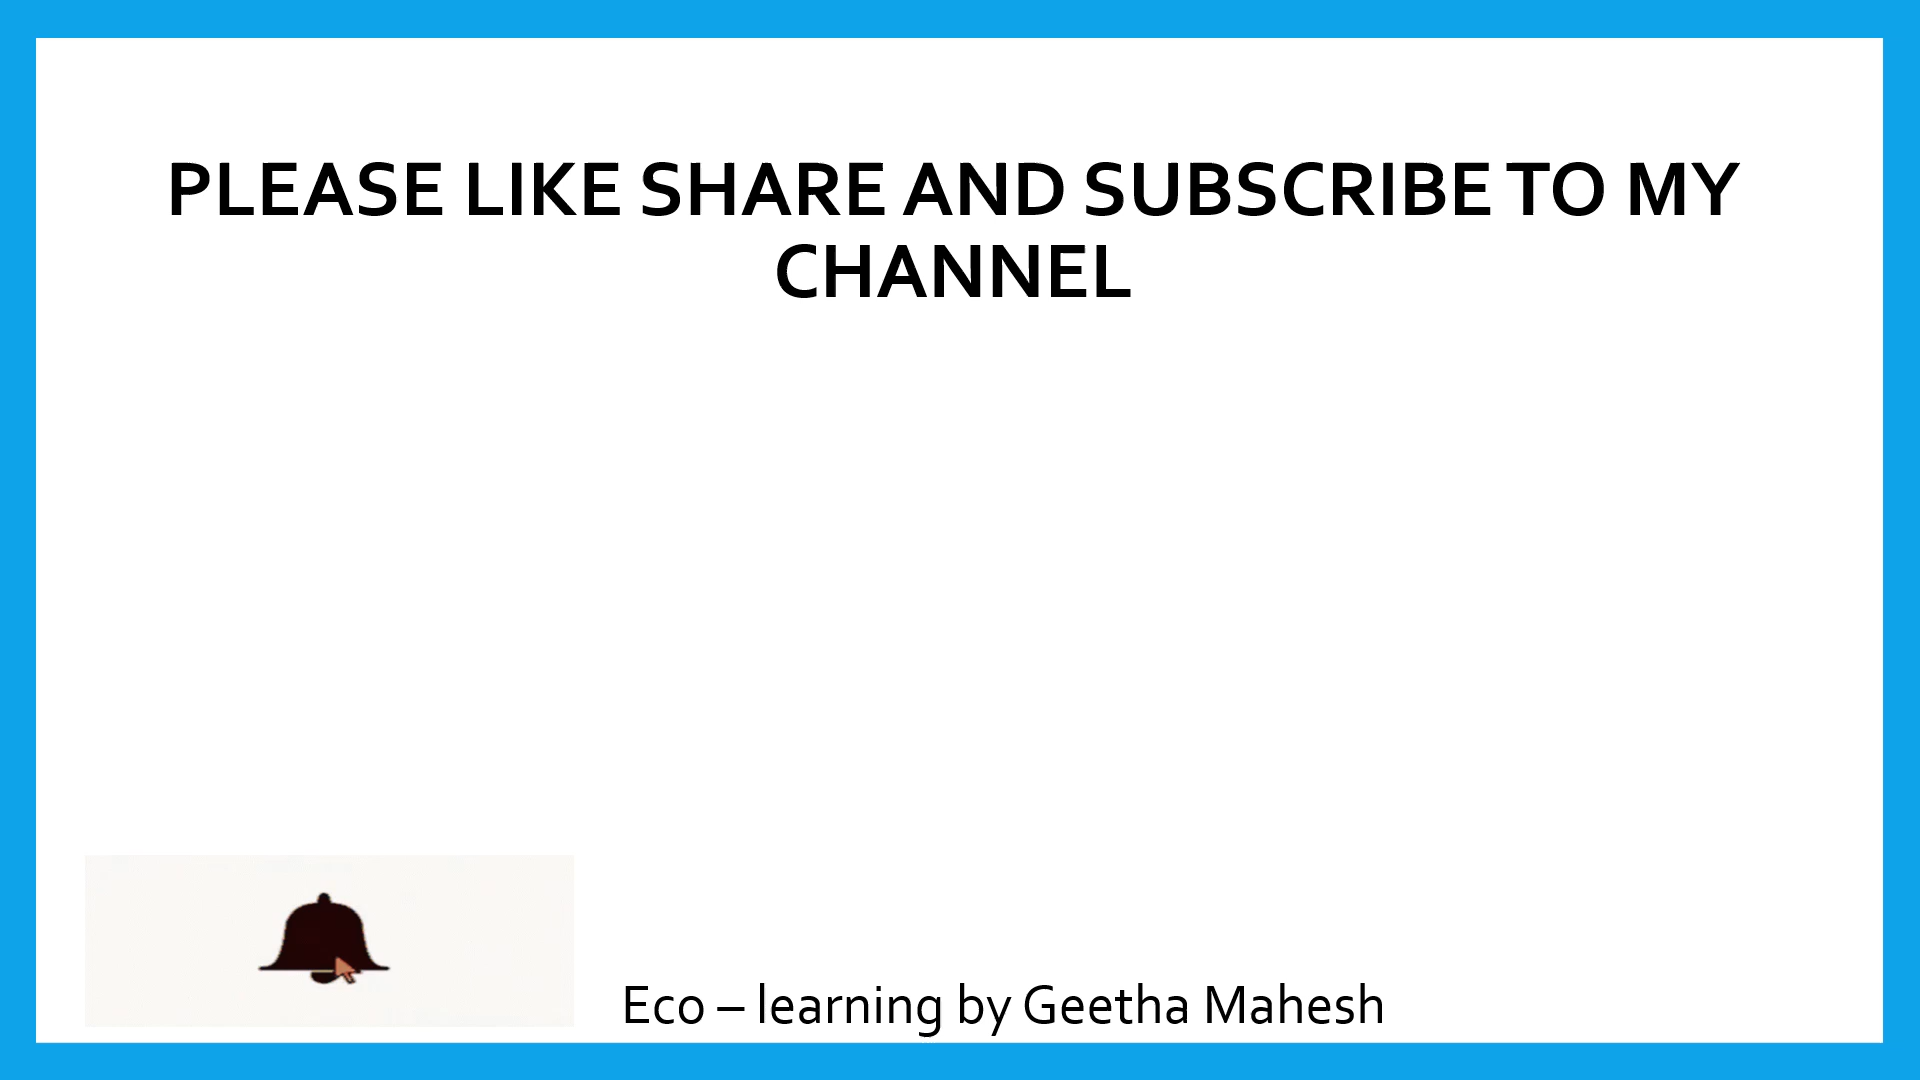 PLEASE LIKE SHARE AND SUBSCRIBE TO MY
CHANNEL
Eco – learning by Geetha Mahesh